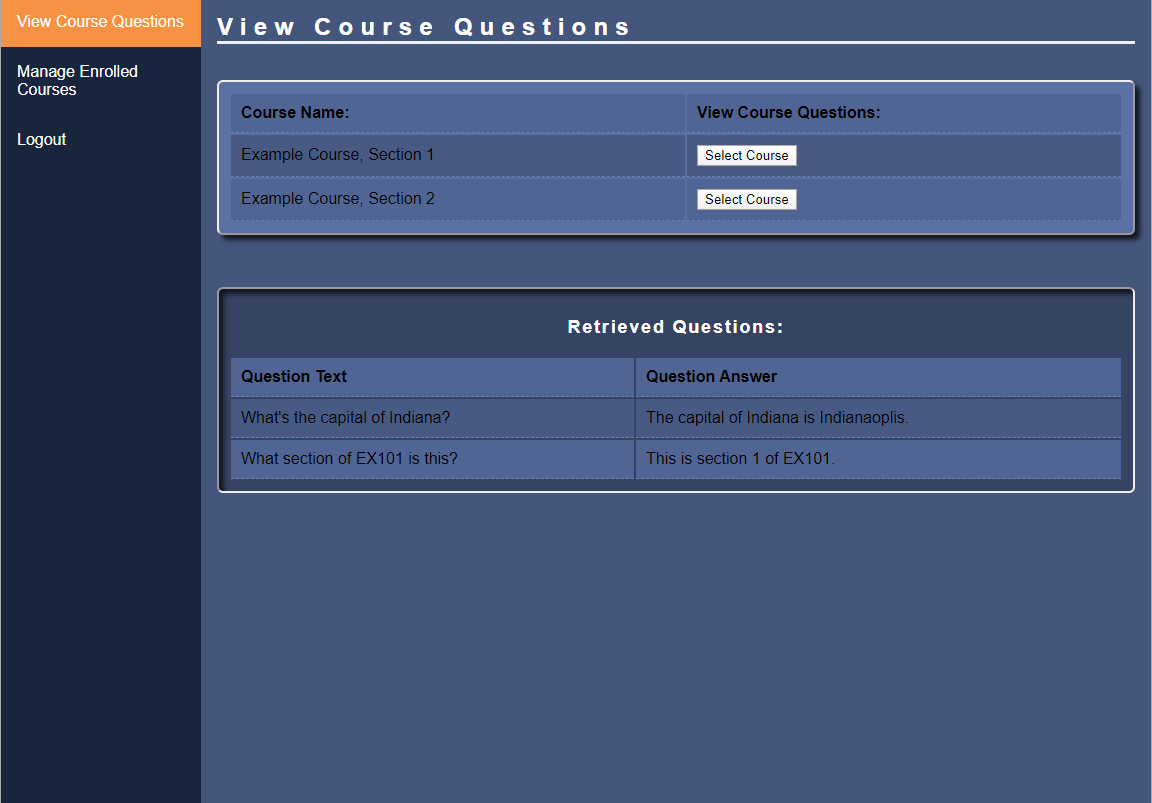 View Course Questions
Manage Enrolled
Courses
Logout
View Course Questions
Course Name: View Course Questions:
Example Course, Section 1 Select Course
Example Course, Section 2 Select Course
Retrieved Questions:
Question Text Question Answer
What's the capital of Indiana? The capital of Indiana is Indianaoplis.
What section of EX101 is this? This is section 1 of EX101.